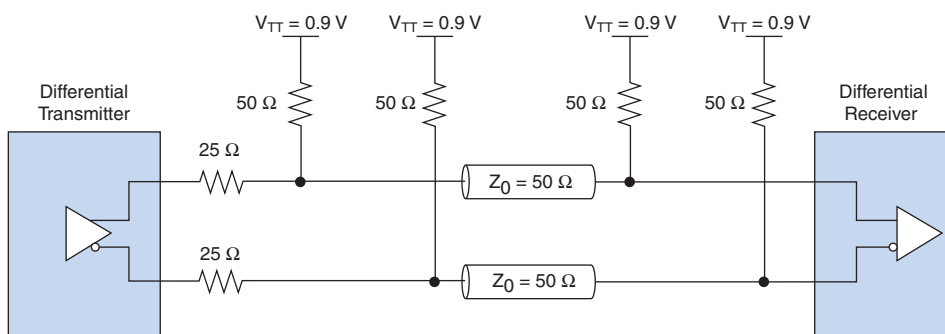 V_TT = 0.9 V
V_TT = 0.9 V
V_TT = 0.9 V
V_TT = 0.9 V
Differential
Transmitter
50 Ω
50 Ω
50 Ω
50 Ω
Differential
Receiver
25 Ω
Z_0 = 50 Ω
25 Ω
Z_0 = 50 Ω